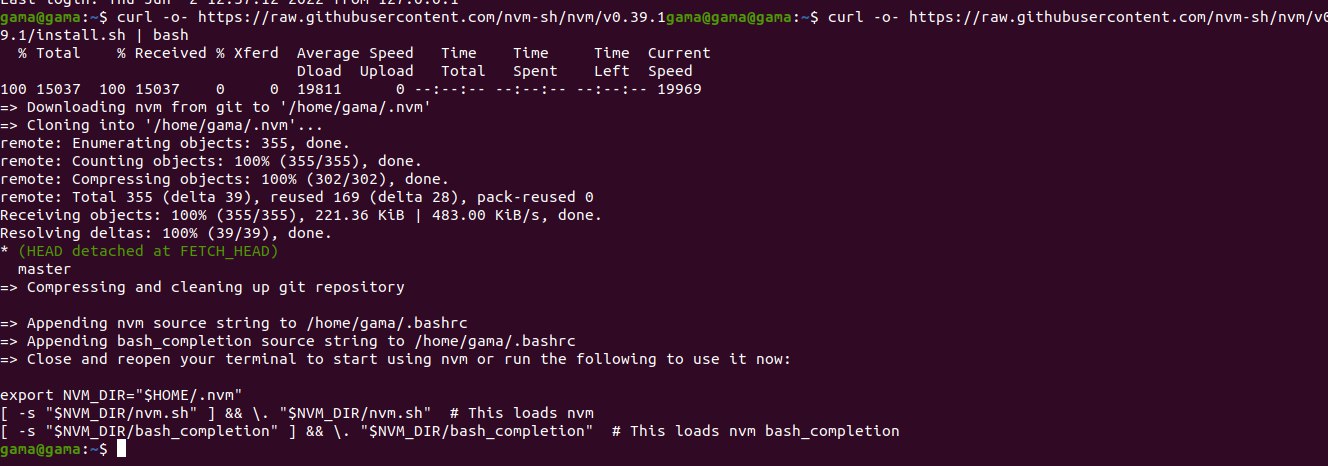 Last login: Thu Jun  2 12:37:12 2022 from 127.0.0.1
gama@gama:~$ curl -o- https://raw.githubusercontent.com/nvm-sh/nvm/v0.39.1gama@gama@gama:~$ curl -o- https://raw.githubusercontent.com/nvm-sh/nvm/v0
9.1/install.sh | bash
  % Total    % Received % Xferd  Average Speed   Time    Time     Time  Current
                                 Dload  Upload   Total   Spent    Left  Speed
100 15037  100 15037    0     0  19811      0 --:--:-- --:--:-- --:--:-- 19969
=> Downloading nvm from git to '/home/gama/.nvm'
=> Cloning into '/home/gama/.nvm'...
remote: Enumerating objects: 355, done.
remote: Counting objects: 100% (355/355), done.
remote: Compressing objects: 100% (302/302), done.
remote: Total 355 (delta 39), reused 169 (delta 28), pack-reused 0
Receiving objects: 100% (355/355), 221.36 KiB | 483.00 KiB/s, done.
Resolving deltas: 100% (39/39), done.
* (HEAD detached at FETCH_HEAD)
  master
=> Compressing and cleaning up git repository

=> Appending nvm source string to /home/gama/.bashrc
=> Appending bash_completion source string to /home/gama/.bashrc
=> Close and reopen your terminal to start using nvm or run the following to use it now:

export NVM_DIR="$HOME/.nvm"
[ -s "$NVM_DIR/nvm.sh" ] && \. "$NVM_DIR/nvm.sh"  # This loads nvm
[ -s "$NVM_DIR/bash_completion" ] && \. "$NVM_DIR/bash_completion"  # This loads nvm bash_completion
gama@gama:~$